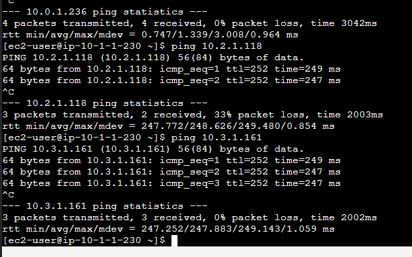 --- 10.0.1.236 ping statistics ---
4 packets transmitted, 4 received, 0% packet loss, time 3042ms
rtt min/avg/max/mdev = 0.747/1.339/3.008/0.964 ms
[ec2-user@ip-10-1-1-230 ~]$ ping 10.2.1.118
PING 10.2.1.118 (10.2.1.118) 56(84) bytes of data.
64 bytes from 10.2.1.118: icmp_seq=1 ttl=252 time=249 ms
64 bytes from 10.2.1.118: icmp_seq=2 ttl=252 time=247 ms
^C
--- 10.2.1.118 ping statistics ---
3 packets transmitted, 2 received, 33% packet loss, time 2003ms
rtt min/avg/max/mdev = 247.772/248.626/249.480/0.854 ms
[ec2-user@ip-10-1-1-230 ~]$ ping 10.3.1.161
PING 10.3.1.161 (10.3.1.161) 56(84) bytes of data.
64 bytes from 10.3.1.161: icmp_seq=1 ttl=252 time=249 ms
64 bytes from 10.3.1.161: icmp_seq=2 ttl=252 time=247 ms
64 bytes from 10.3.1.161: icmp_seq=3 ttl=252 time=247 ms
^C
--- 10.3.1.161 ping statistics ---
3 packets transmitted, 3 received, 0% packet loss, time 2002ms
rtt min/avg/max/mdev = 247.252/247.883/249.143/1.059 ms
[ec2-user@ip-10-1-1-230 ~]$